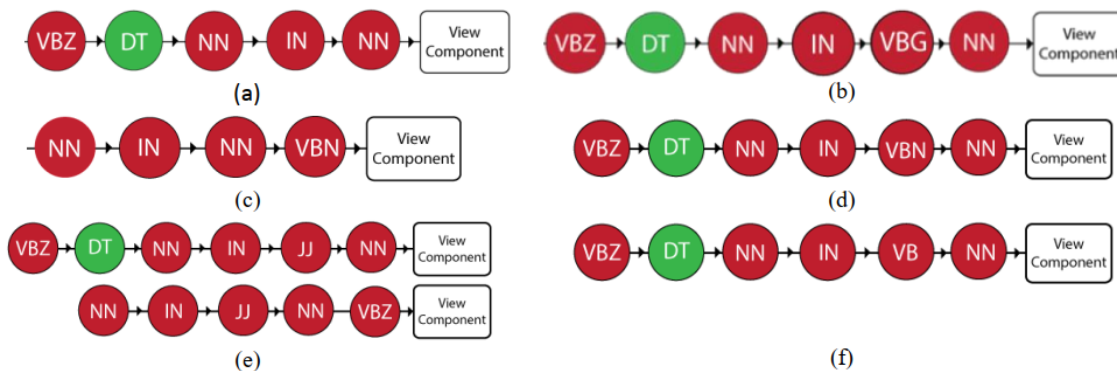 VBZ DT NN IN NN View Component
(a)
VBZ DT NN IN VBG NN View Component
(b)
NN IN NN VBN View Component
(c)
VBZ DT NN IN VBN NN View Component
(d)
VBZ DT NN IN JJ NN View Component
NN IN JJ NN VBZ View Component
(e)
VBZ DT NN IN VB NN View Component
(f)